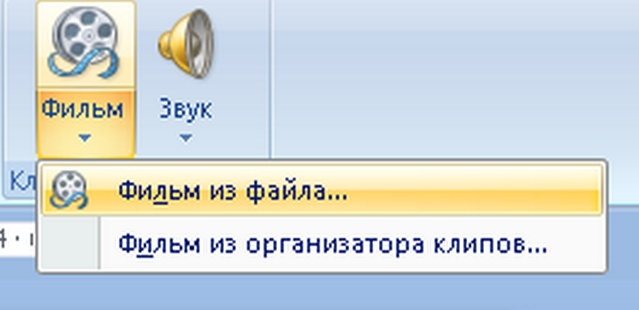 Фильм Звук
Фильм из файла...
Фильм из организатора клипов...